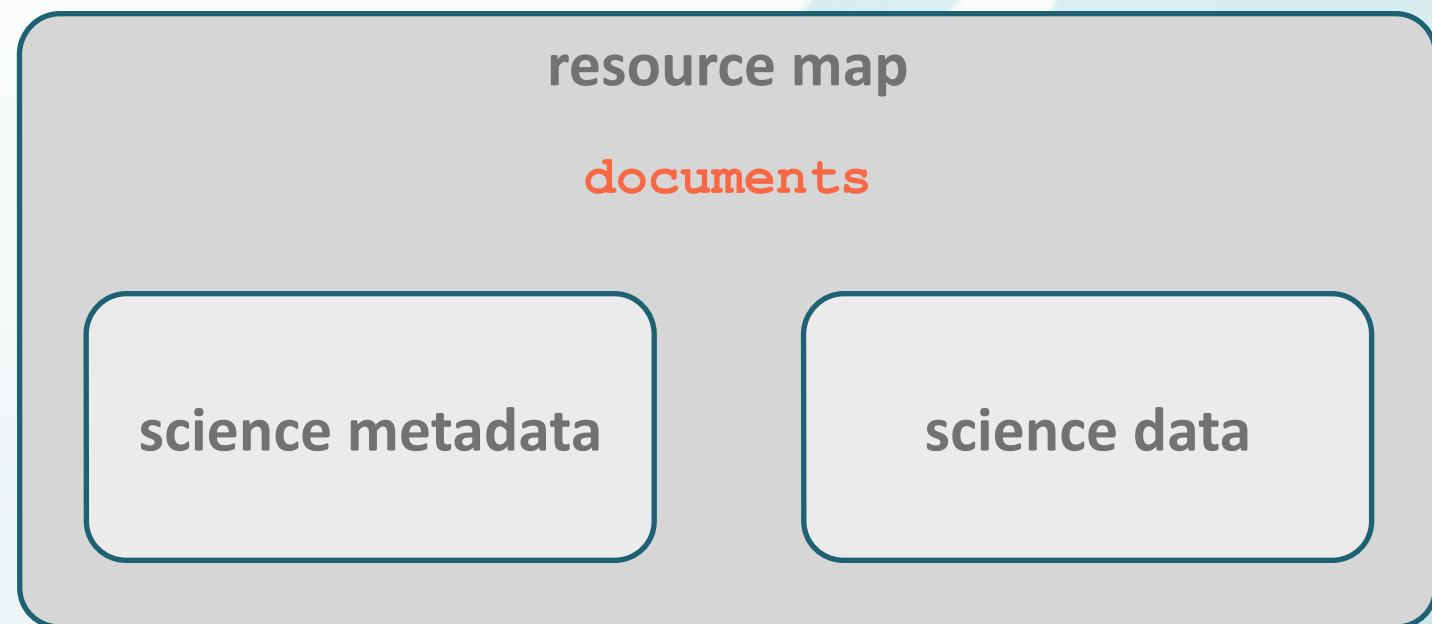 resource map
documents
science metadata
science data